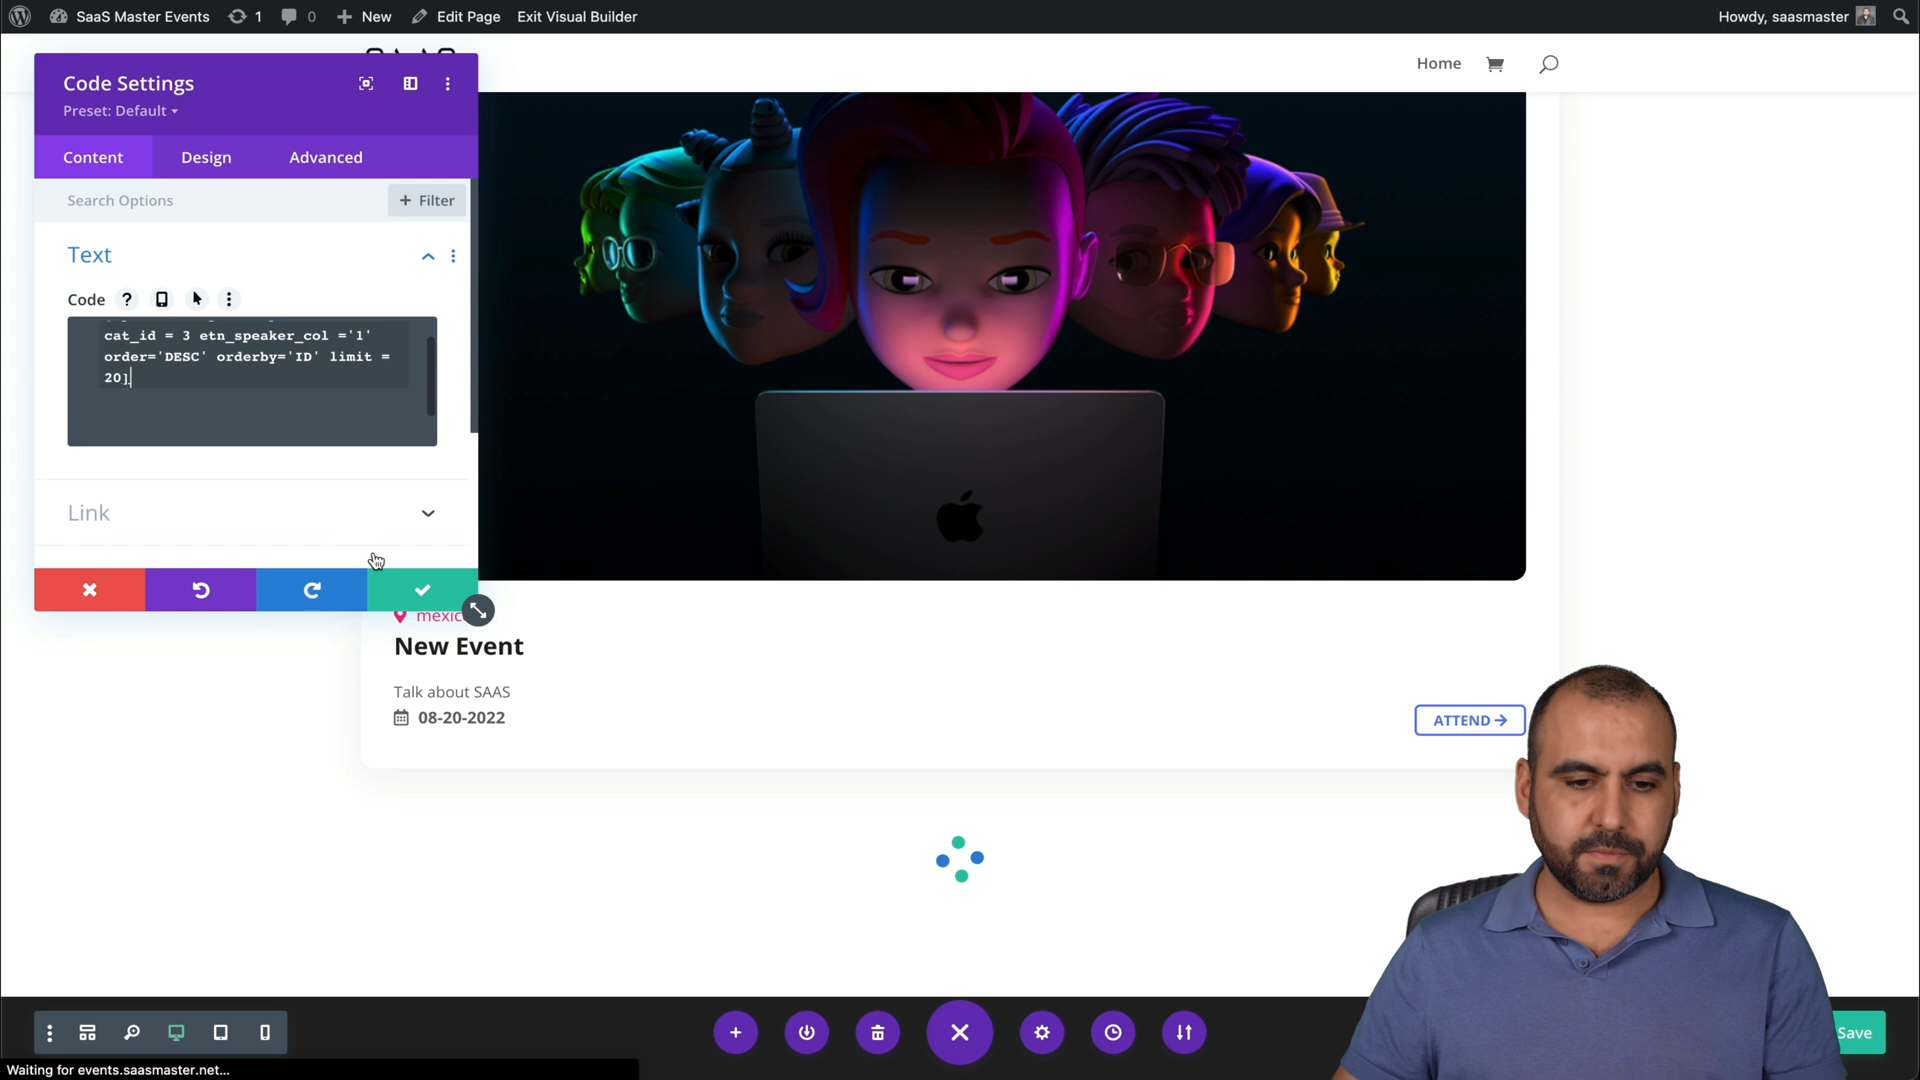 SaaS Master Events 1 0 New Edit Page Exit Visual Builder Howdy, saasmaster
Home
Code Settings
Preset: Default
Content Design Advanced
Search Options + Filter
Text
Code ?
cat_id = 3 etn_speaker_col ='1'
order='DESC' orderby='ID' limit =
20]
Link
New Event
Talk about SAAS
08-20-2022
ATTEND →
Save
Waiting for events.saasmaster.net...